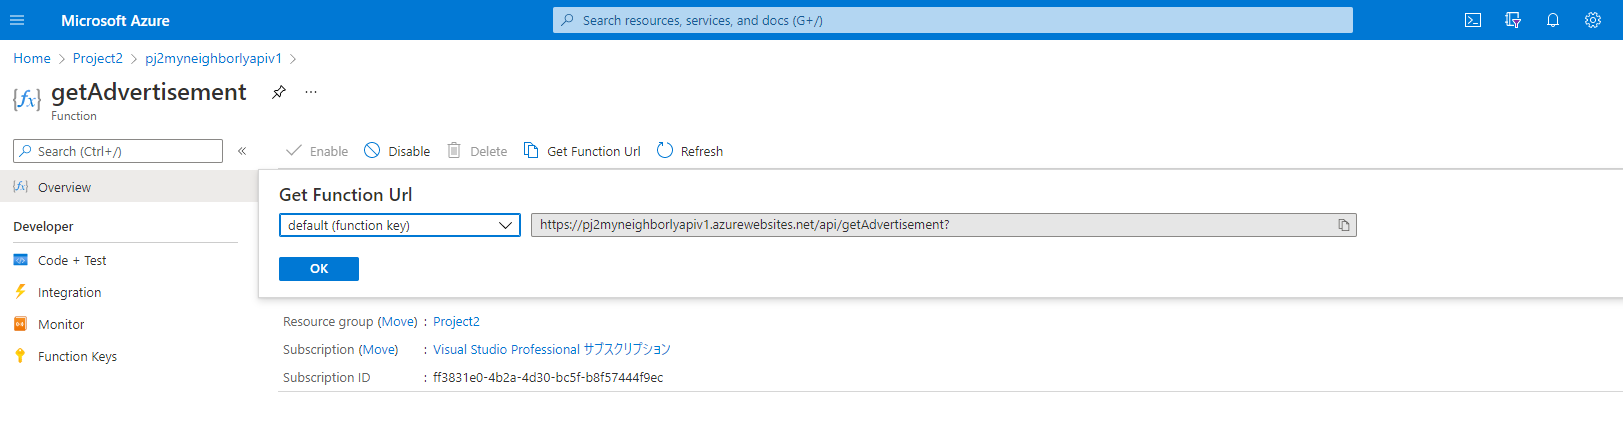 Microsoft Azure
Search resources, services, and docs (G+/)
Home > Project2 > pj2myneighborlyapiv1 >
{fx} getAdvertisement ...
Function
Search (Ctrl+/) «
Enable Disable Delete Get Function Url Refresh
{fx} Overview
Get Function Url
default (function key) https://pj2myneighborlyapiv1.azurewebsites.net/api/getAdvertisement?
OK
Developer
Code + Test
Integration
Monitor
Function Keys
Resource group (Move) : Project2
Subscription (Move) : Visual Studio Professional サブスクリプション
Subscription ID : ff3831e0-4b2a-4d30-bc5f-b8f57444f9ec